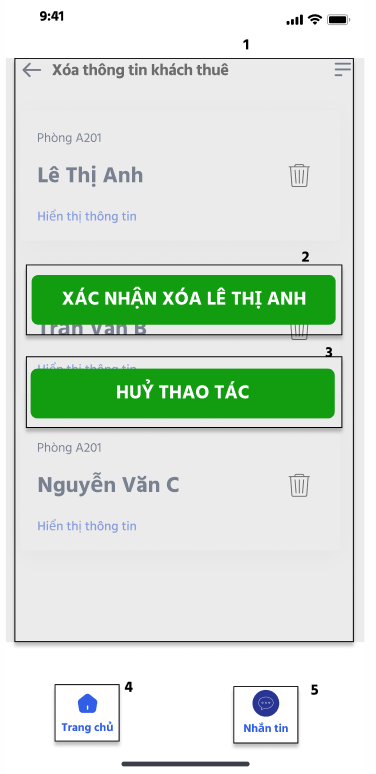 9:41
1
Xóa thông tin khách thuê
Phòng A201
Lê Thị Anh
Hiển thị thông tin
2
XÁC NHẬN XÓA LÊ THỊ ANH
Trần Văn B
3
Hiển thị thông tin
HUỶ THAO TÁC
Phòng A201
Nguyễn Văn C
Hiển thị thông tin
4
5
Trang chủ
Nhắn tin